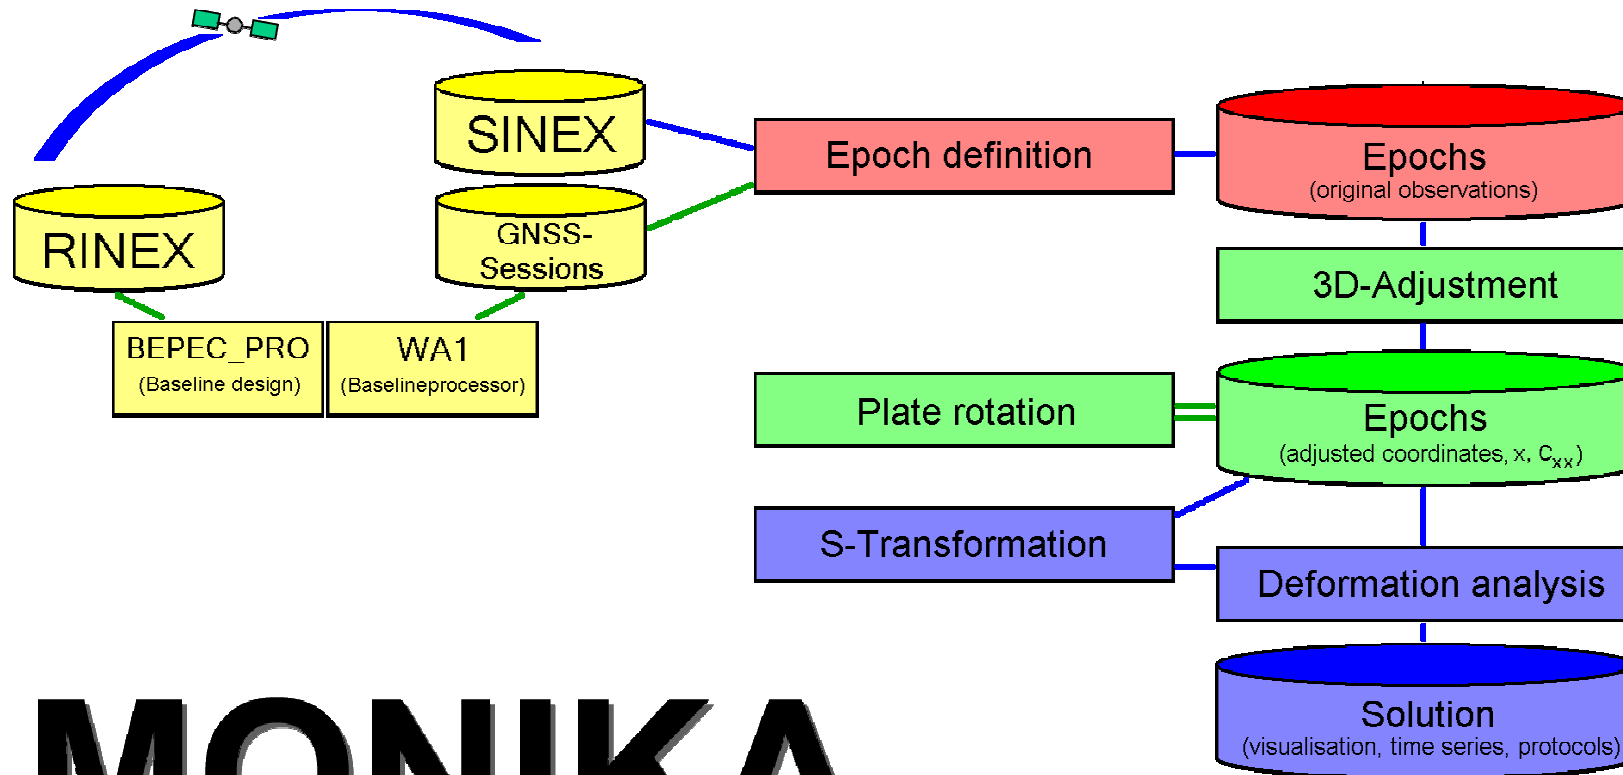 SINEX
RINEX
GNSS-
Sessions
BEPEC_PRO
(Baseline design)
WA1
(Baselineprocessor)
Epoch definition
Epochs
(original observations)
3D-Adjustment
Plate rotation
Epochs
(adjusted coordinates, x, Cxx)
S-Transformation
Deformation analysis
Solution
(visualisation, time series, protocols)
MONIKA